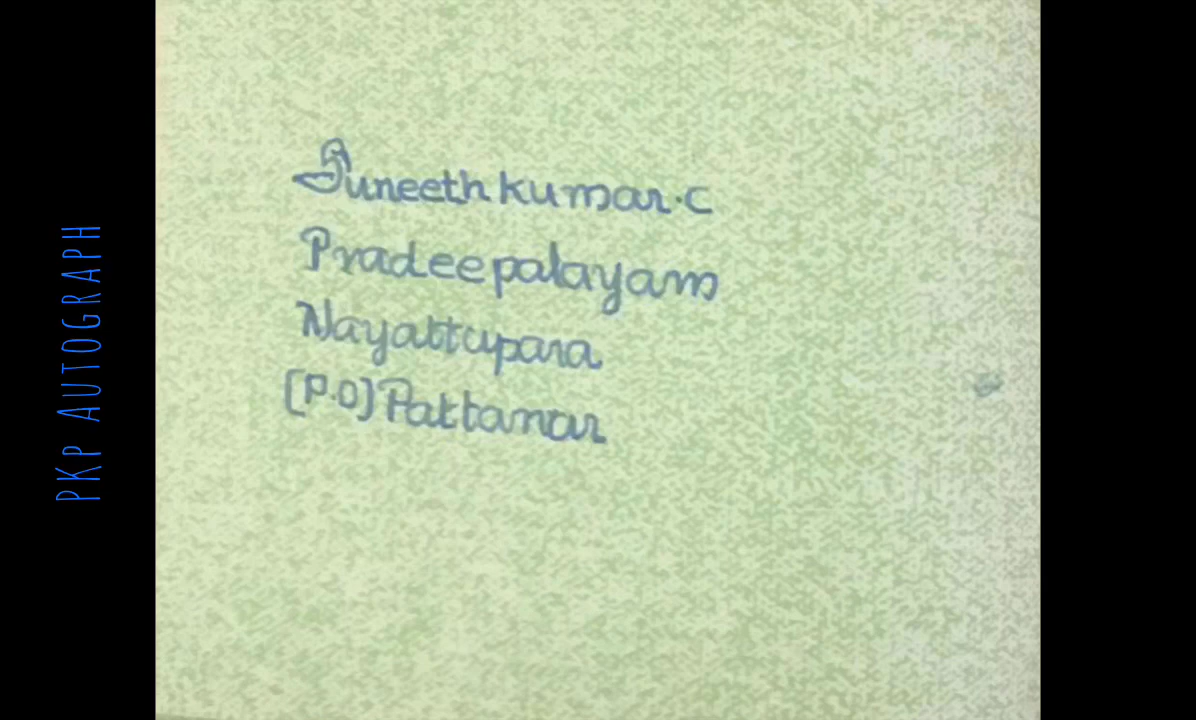 PKP AUTOGRAPH
Suneeth kumar.C
Pradeepalayam
Nayattupara
[P.O] Pattanur